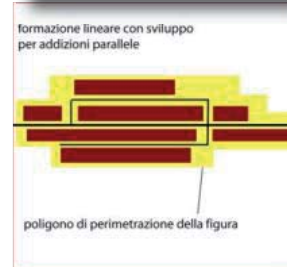 formazione lineare con sviluppo
per addizioni parallele
poligono di perimetrazione della figura